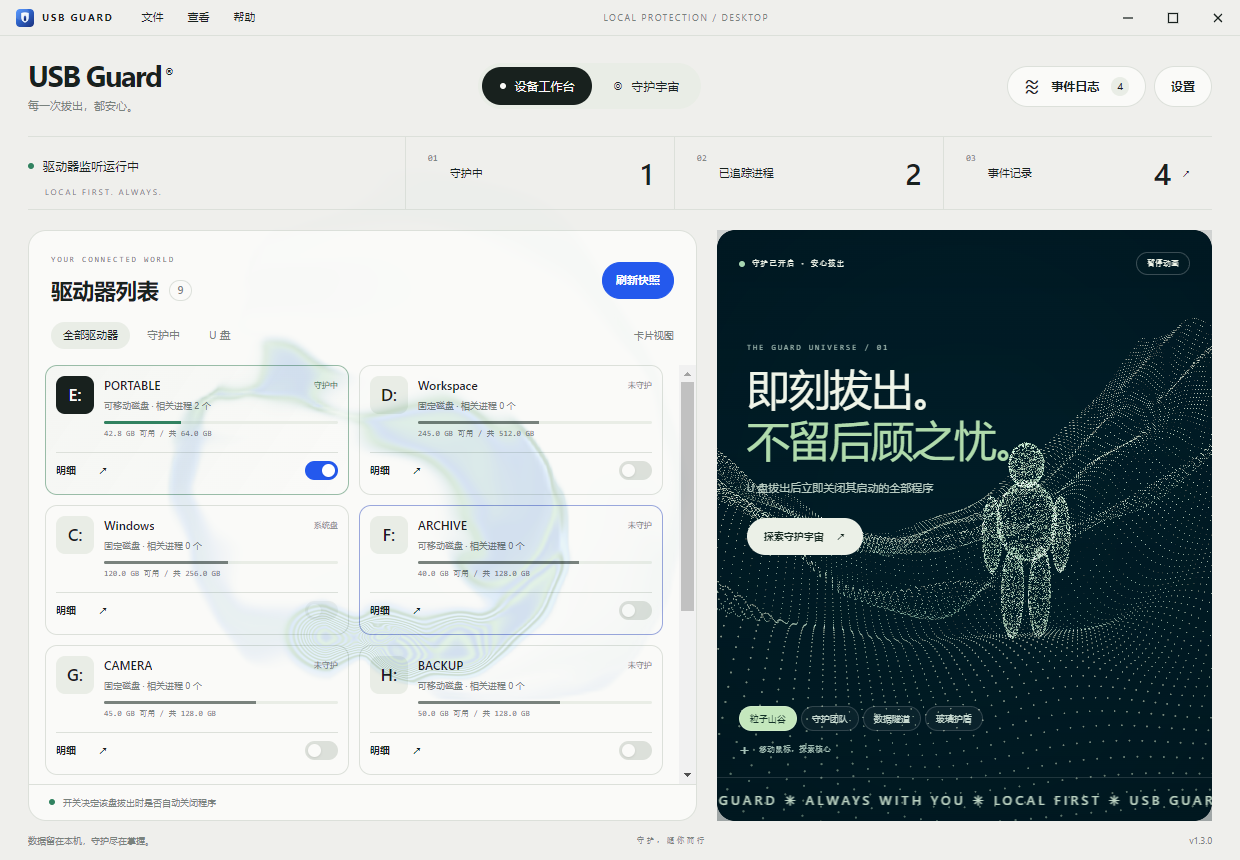 USB GUARD 文件 查看 帮助
LOCAL PROTECTION / DESKTOP
USB Guard®
每一次拔出，都安心。
设备工作台
守护宇宙
事件日志 4
设置
驱动器监听运行中
LOCAL FIRST. ALWAYS.
01
守护中
1
02
已追踪进程
2
03
事件记录
4 ↗
YOUR CONNECTED WORLD
驱动器列表 9
刷新快照
全部驱动器 守护中 U 盘
卡片视图
E:
PORTABLE
守护中
可移动磁盘 · 相关进程 2 个
42.8 GB 可用 / 共 64.0 GB
明细 ↗
D:
Workspace
未守护
固定磁盘 · 相关进程 0 个
245.0 GB 可用 / 共 512.0 GB
明细 ↗
C:
Windows
系统盘
固定磁盘 · 相关进程 0 个
120.0 GB 可用 / 共 256.0 GB
明细 ↗
F:
ARCHIVE
未守护
可移动磁盘 · 相关进程 0 个
40.0 GB 可用 / 共 128.0 GB
明细 ↗
G:
CAMERA
未守护
固定磁盘 · 相关进程 0 个
45.0 GB 可用 / 共 128.0 GB
明细 ↗
H:
BACKUP
未守护
可移动磁盘 · 相关进程 0 个
50.0 GB 可用 / 共 128.0 GB
明细 ↗
开关决定该盘拔出时是否自动关闭程序
守护已开启 · 安心拔出
暂停动画
THE GUARD UNIVERSE / 01
即刻拔出。
不留后顾之忧。
U 盘拔出后立即关闭其启动的全部程序
探索守护宇宙 ↗
粒子山谷 守护团队 数据隧道 玻璃护盾
移动鼠标，探索核心
GUARD ✳ ALWAYS WITH YOU ✳ LOCAL FIRST ✳ USB GUAR
数据留在本机，守护尽在掌握。
守护，随你同行
v1.3.0